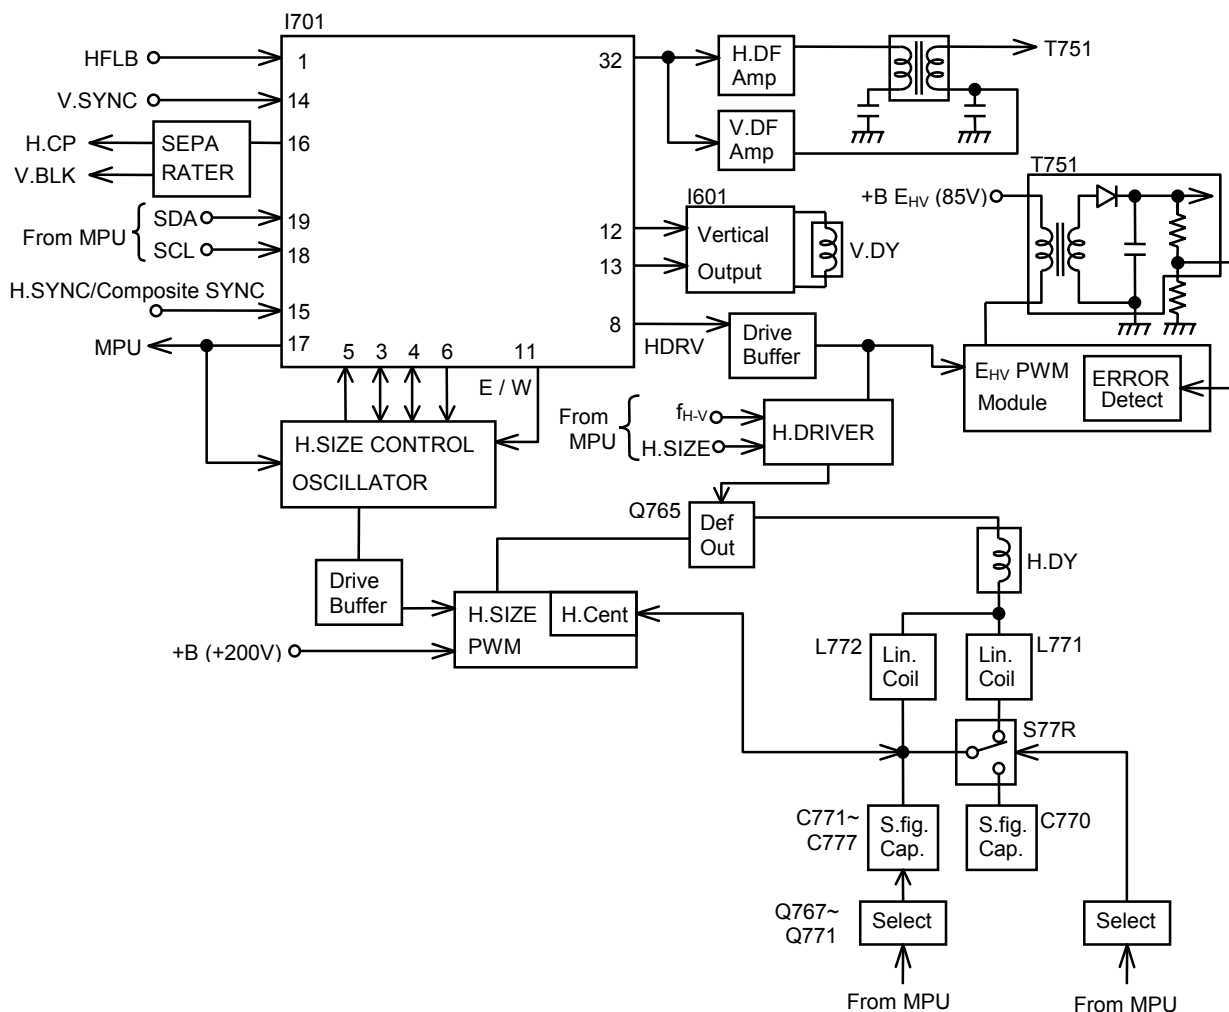 I701
HFLB
1
32
H.DF
Amp
T751
V.SYNC
14
H.CP
SEPA
RATER
16
V.DF
Amp
V.BLK
T751
+B EHV (85V)
I601
From MPU
SDA
19
SCL
18
12
13
Vertical
Output
V.DY
H.SYNC/Composite SYNC
15
8
HDRV
Drive
Buffer
MPU
17
5
3
4
6
11
E / W
EHV PWM
Module
ERROR
Detect
H.SIZE CONTROL
OSCILLATOR
From
MPU
fH-V
H.SIZE
H.DRIVER
Q765
Def
Out
H.DY
Drive
Buffer
H.SIZE
PWM
H.Cent
+B (+200V)
L772
Lin.
Coil
Lin.
Coil
L771
S77R
C771~
C777
S.fig.
Cap.
S.fig.
Cap.
C770
Q767~
Q771
Select
Select
From MPU
From MPU